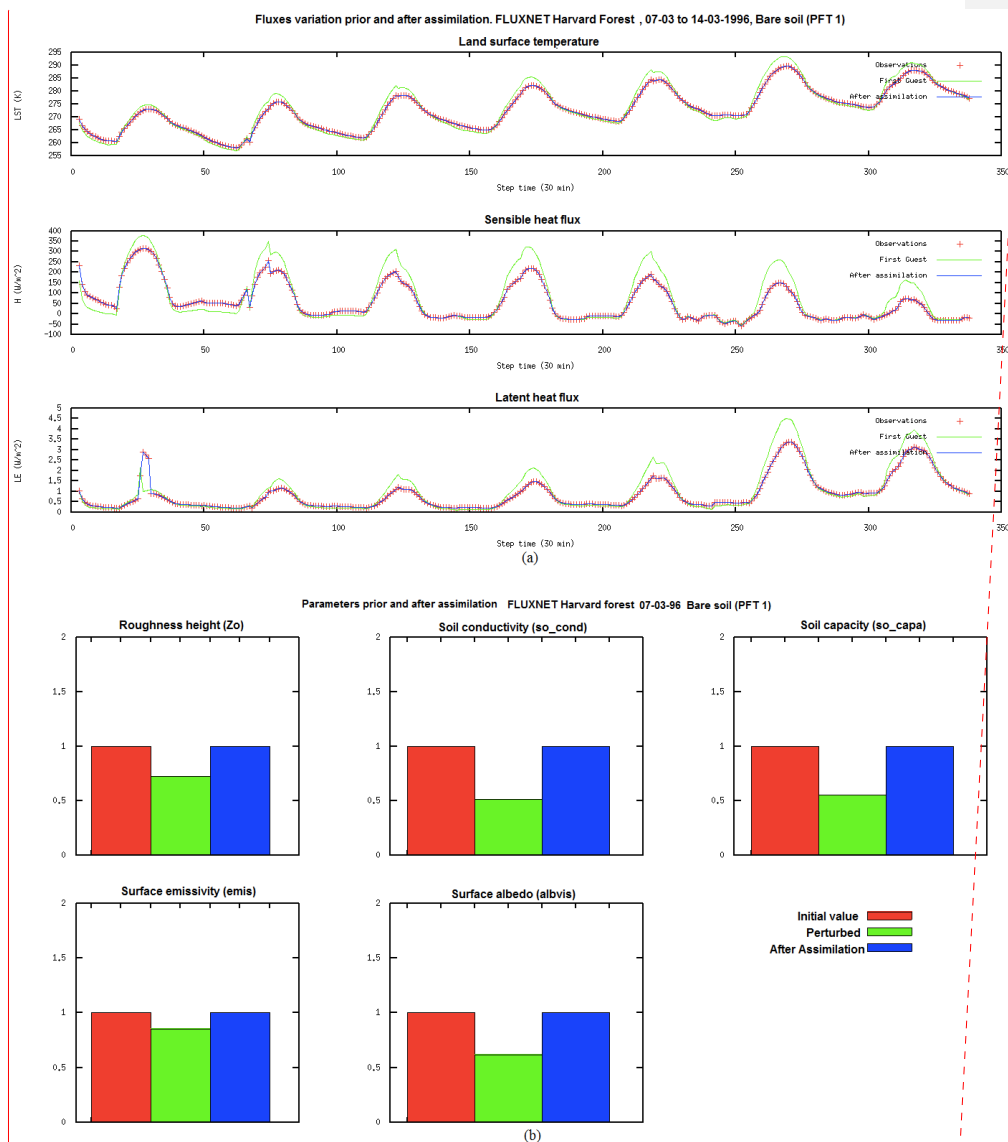 Fluxes variation prior and after assimilation. FLUXNET Harvard Forest , 07-03 to 14-03-1996, Bare soil (PFT 1)
Land surface temperature
LST (K)
295
290
285
280
275
270
265
260
255
Observations
First Guest
After assimilation
0 50 100 150 200 250 300 350
Step time (30 min)
Sensible heat flux
H (W/m^2)
400
350
300
250
200
150
100
50
0
-50
-100
Observations
First Guest
After assimilation
0 50 100 150 200 250 300 350
Step time (30 min)
Latent heat flux
LE (W/m^2)
5
4.5
4
3.5
3
2.5
2
1.5
1
0.5
0
Observations
First Guest
After assimilation
0 50 100 150 200 250 300 350
Step time (30 min)
(a)
Parameters prior and after assimilation FLUXNET Harvard forest 07-03-96 Bare soil (PFT 1)
Roughness height (Zo)
2
1.5
1
0.5
0
Soil conductivity (so_cond)
2
1.5
1
0.5
0
Soil capacity (so_capa)
2
1.5
1
0.5
0
Surface emissivity (emis)
2
1.5
1
0.5
0
Surface albedo (albvis)
2
1.5
1
0.5
0
Initial value
Perturbed
After Assimilation
(b)